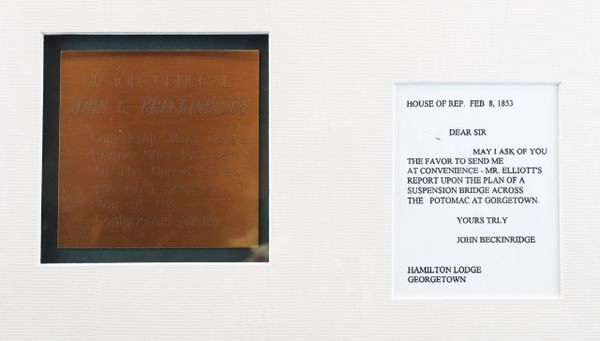 MAJOR GENERAL
JOHN C. BRECKINRIDGE
Confederate Major General
Former Vice President
Of The United States
The Last Secretary Of
War Of The
Confederate States
HOUSE OF REP. FEB 8, 1853
DEAR SIR
MAY I ASK OF YOU
THE FAVOR TO SEND ME
AT CONVENIENCE - MR. ELLIOTT'S
REPORT UPON THE PLAN OF A
SUSPENSION BRIDGE ACROSS
THE POTOMAC AT GORGETOWN.
YOURS TRLY
JOHN BECKINRIDGE
HAMILTON LODGE
GEORGETOWN